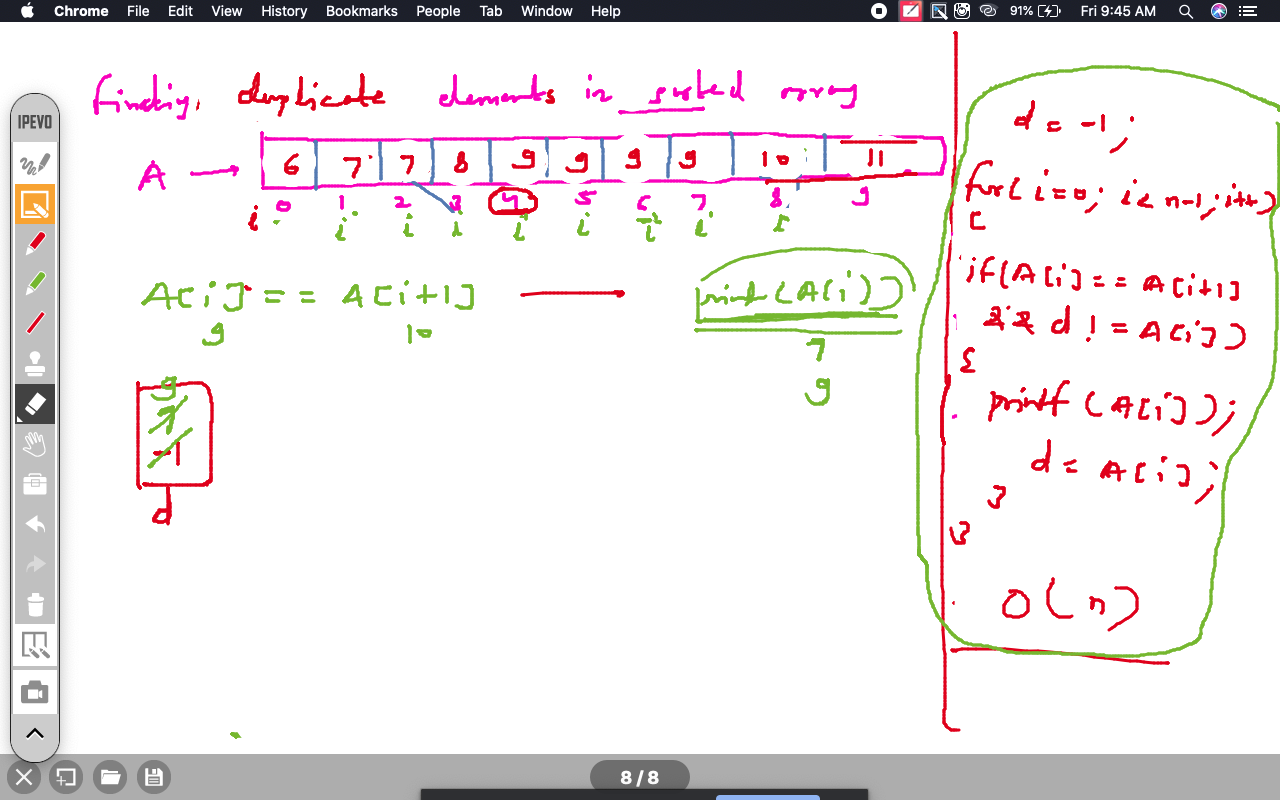 Chrome File Edit View History Bookmarks People Tab Window Help 91% Fri 9:45 AM
IPEVO
Finding duplicate elements in sorted array
A → 6 7 7 8 9 9 9 9 10 11
i 0 1 2 3 4 5 6 7 8 9
i i i i i i i i
A[i] == A[i+1] → print(A[i])
9 10
7
9
9
7
-1
d
d = -1;
for(i=0; i<n-1; i++)
{
if(A[i]== A[i+1]
&& d != A[i])
{
printf (A[i]);
d = A[i];
}
}
O(n)
8 / 8